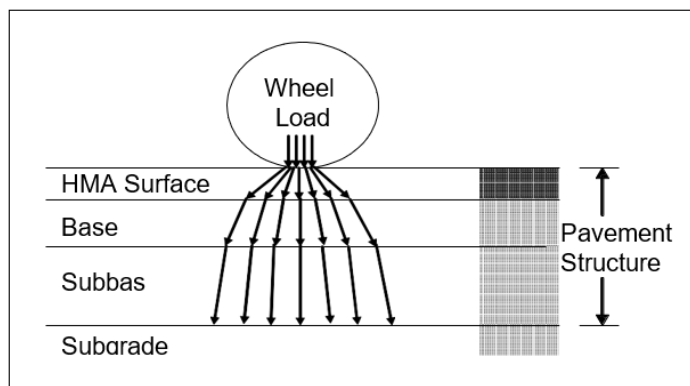 Wheel
Load
HMA Surface
Base
Pavement
Structure
Subbas
Subgrade